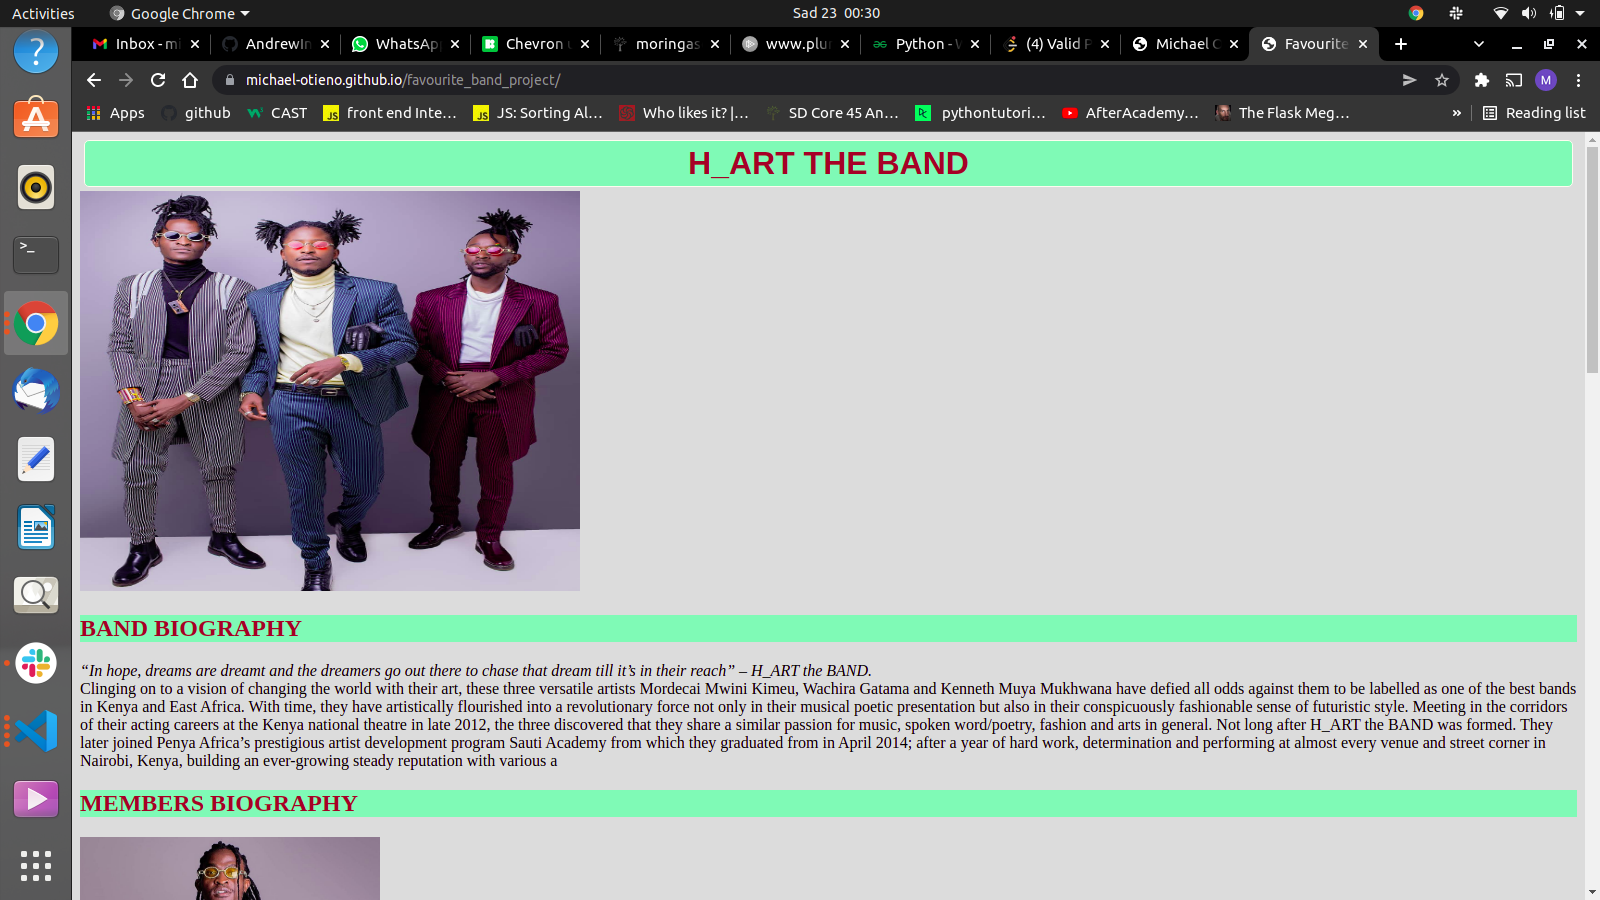 Activities
Google Chrome
Sad 23 00:30
Inbox - mi
AndrewIn
WhatsApp
Chevron u
moringas
www.plur
Python - W
(4) Valid P
Michael O
Favourite
michael-otieno.github.io/favourite_band_project/
M
Apps
github
CAST
front end Inte...
JS: Sorting Al...
Who likes it? |...
SD Core 45 An...
pythontutori...
AfterAcademy...
The Flask Meg...
»
Reading list
H_ART THE BAND
BAND BIOGRAPHY
“In hope, dreams are dreamt and the dreamers go out there to chase that dream till it’s in their reach” – H_ART the BAND.
Clinging on to a vision of changing the world with their art, these three versatile artists Mordecai Mwini Kimeu, Wachira Gatama and Kenneth Muya Mukhwana have defied all odds against them to be labelled as one of the best bands
in Kenya and East Africa. With time, they have artistically flourished into a revolutionary force not only in their musical poetic presentation but also in their conspicuously fashionable sense of futuristic style. Meeting in the corridors
of their acting careers at the Kenya national theatre in late 2012, the three discovered that they share a similar passion for music, spoken word/poetry, fashion and arts in general. Not long after H_ART the BAND was formed. They
later joined Penya Africa’s prestigious artist development program Sauti Academy from which they graduated from in April 2014; after a year of hard work, determination and performing at almost every venue and street corner in
Nairobi, Kenya, building an ever-growing steady reputation with various a
MEMBERS BIOGRAPHY